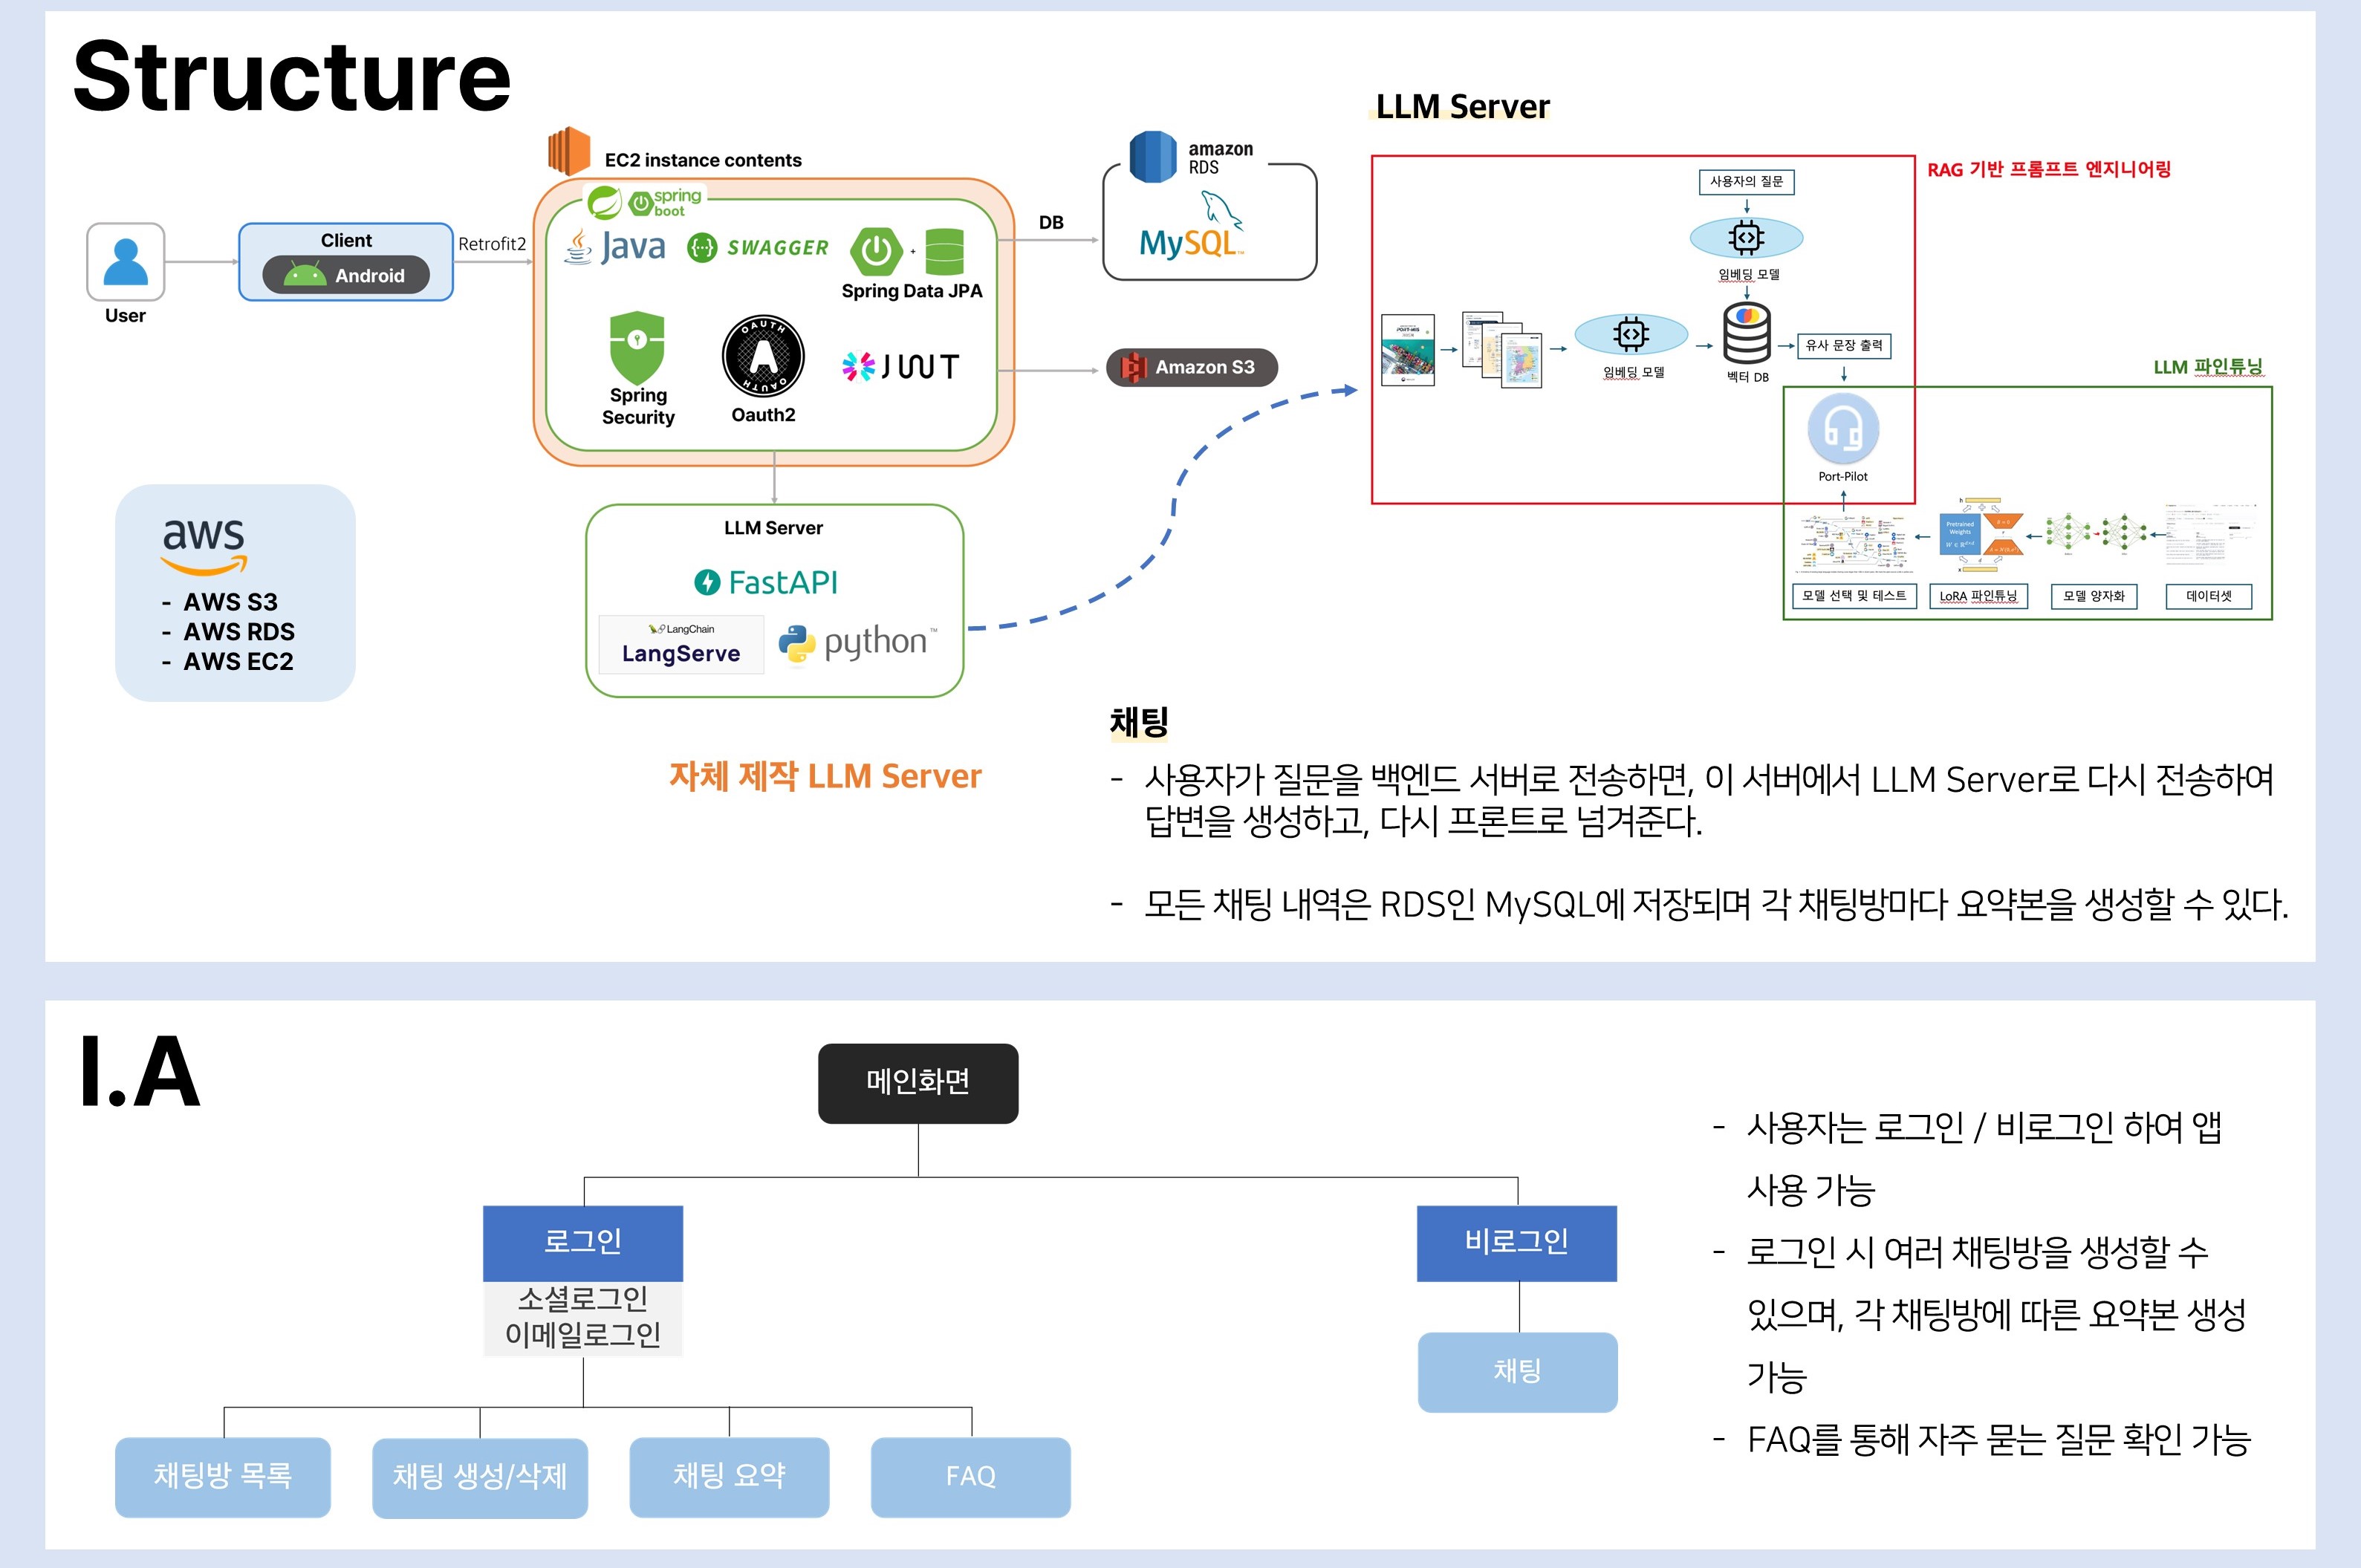 Structure
EC2 instance contents
spring
boot
Java
SWAGGER
+
Spring Data JPA
User
Client
Android
Retrofit2
Spring
Security
OAUTH
A
OAUTH
Oauth2
JWT
DB
amazon
RDS
MySQL™
Amazon S3
aws
- AWS S3
- AWS RDS
- AWS EC2
LLM Server
FastAPI
LangChain
LangServe
python™
자체 제작 LLM Server
LLM Server
RAG 기반 프롬프트 엔지니어링
사용자의 질문
임베딩 모델
PORT-MIS
임베딩 모델
벡터 DB
유사 문장 출력
LLM 파인튜닝
Port-Pilot
Pretrained
Weights
모델 선택 및 테스트
LoRA 파인튜닝
모델 양자화
데이터셋
채팅
- 사용자가 질문을 백엔드 서버로 전송하면, 이 서버에서 LLM Server로 다시 전송하여
답변을 생성하고, 다시 프론트로 넘겨준다.
- 모든 채팅 내역은 RDS인 MySQL에 저장되며 각 채팅방마다 요약본을 생성할 수 있다.
I.A
메인화면
로그인
소셜로그인
이메일로그인
비로그인
채팅
채팅방 목록
채팅 생성/삭제
채팅 요약
FAQ
- 사용자는 로그인 / 비로그인 하여 앱
사용 가능
- 로그인 시 여러 채팅방을 생성할 수
있으며, 각 채팅방에 따른 요약본 생성
가능
- FAQ를 통해 자주 묻는 질문 확인 가능